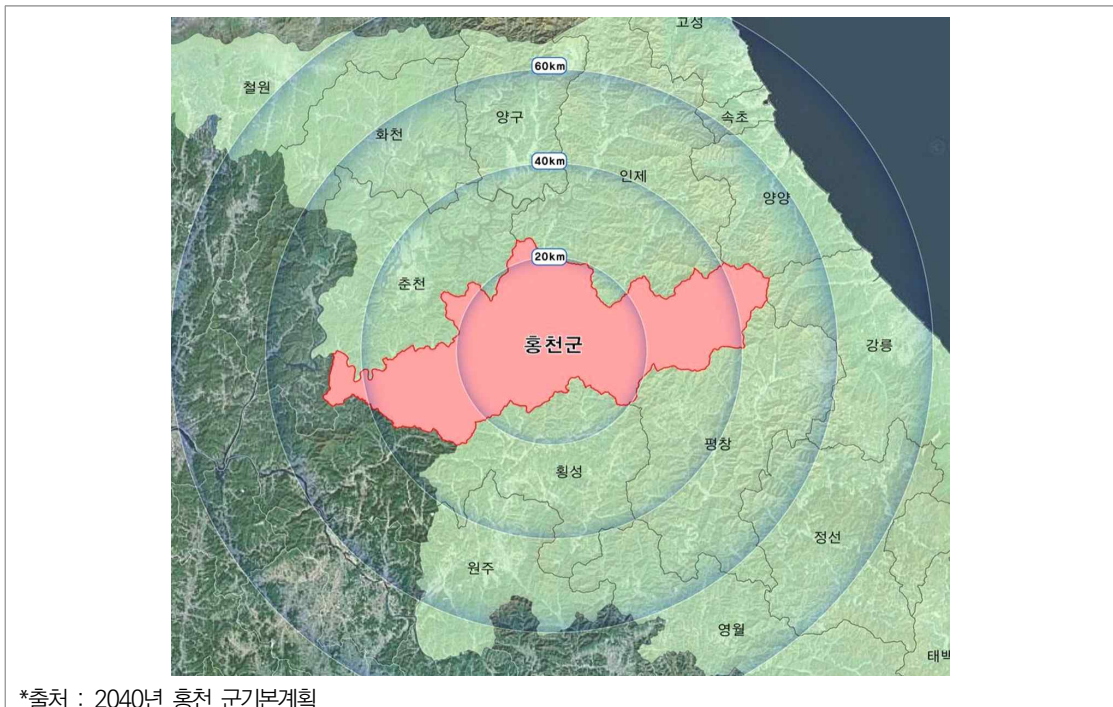 고성
60km
철원
양구
속초
화천
40km
인제
양양
20km
춘천
홍천군
강릉
평창
횡성
정선
원주
영월
태백
*출처 : 2040년 홍천 군기본계획